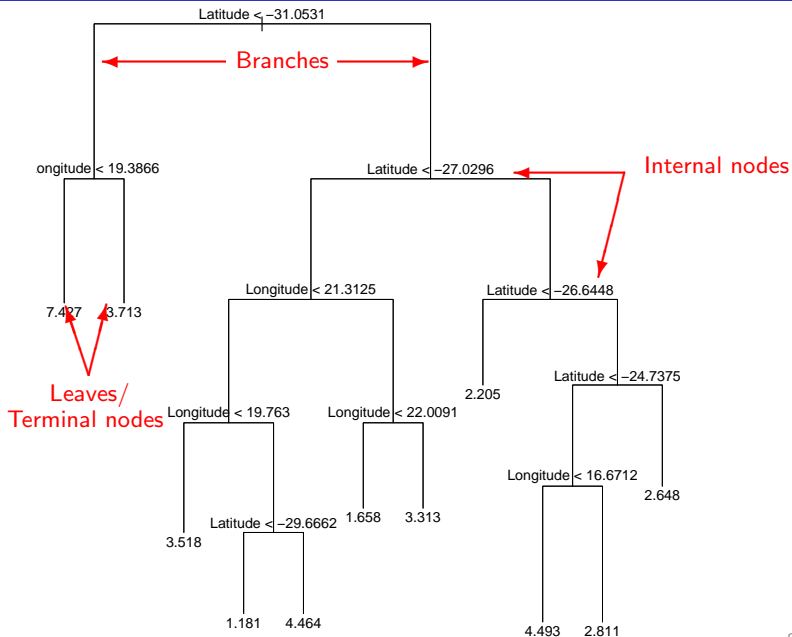 Latitude < −31.0531
Branches
ongitude < 19.3866
Latitude < −27.0296
Internal nodes
Longitude < 21.3125
Latitude < −26.6448
7.427
3.713
Latitude < −24.7375
2.205
Leaves/
Terminal nodes
Longitude < 19.763
Longitude < 22.0091
Longitude < 16.6712
2.648
1.658
3.313
Latitude < −29.6662
3.518
1.181
4.464
4.493
2.811